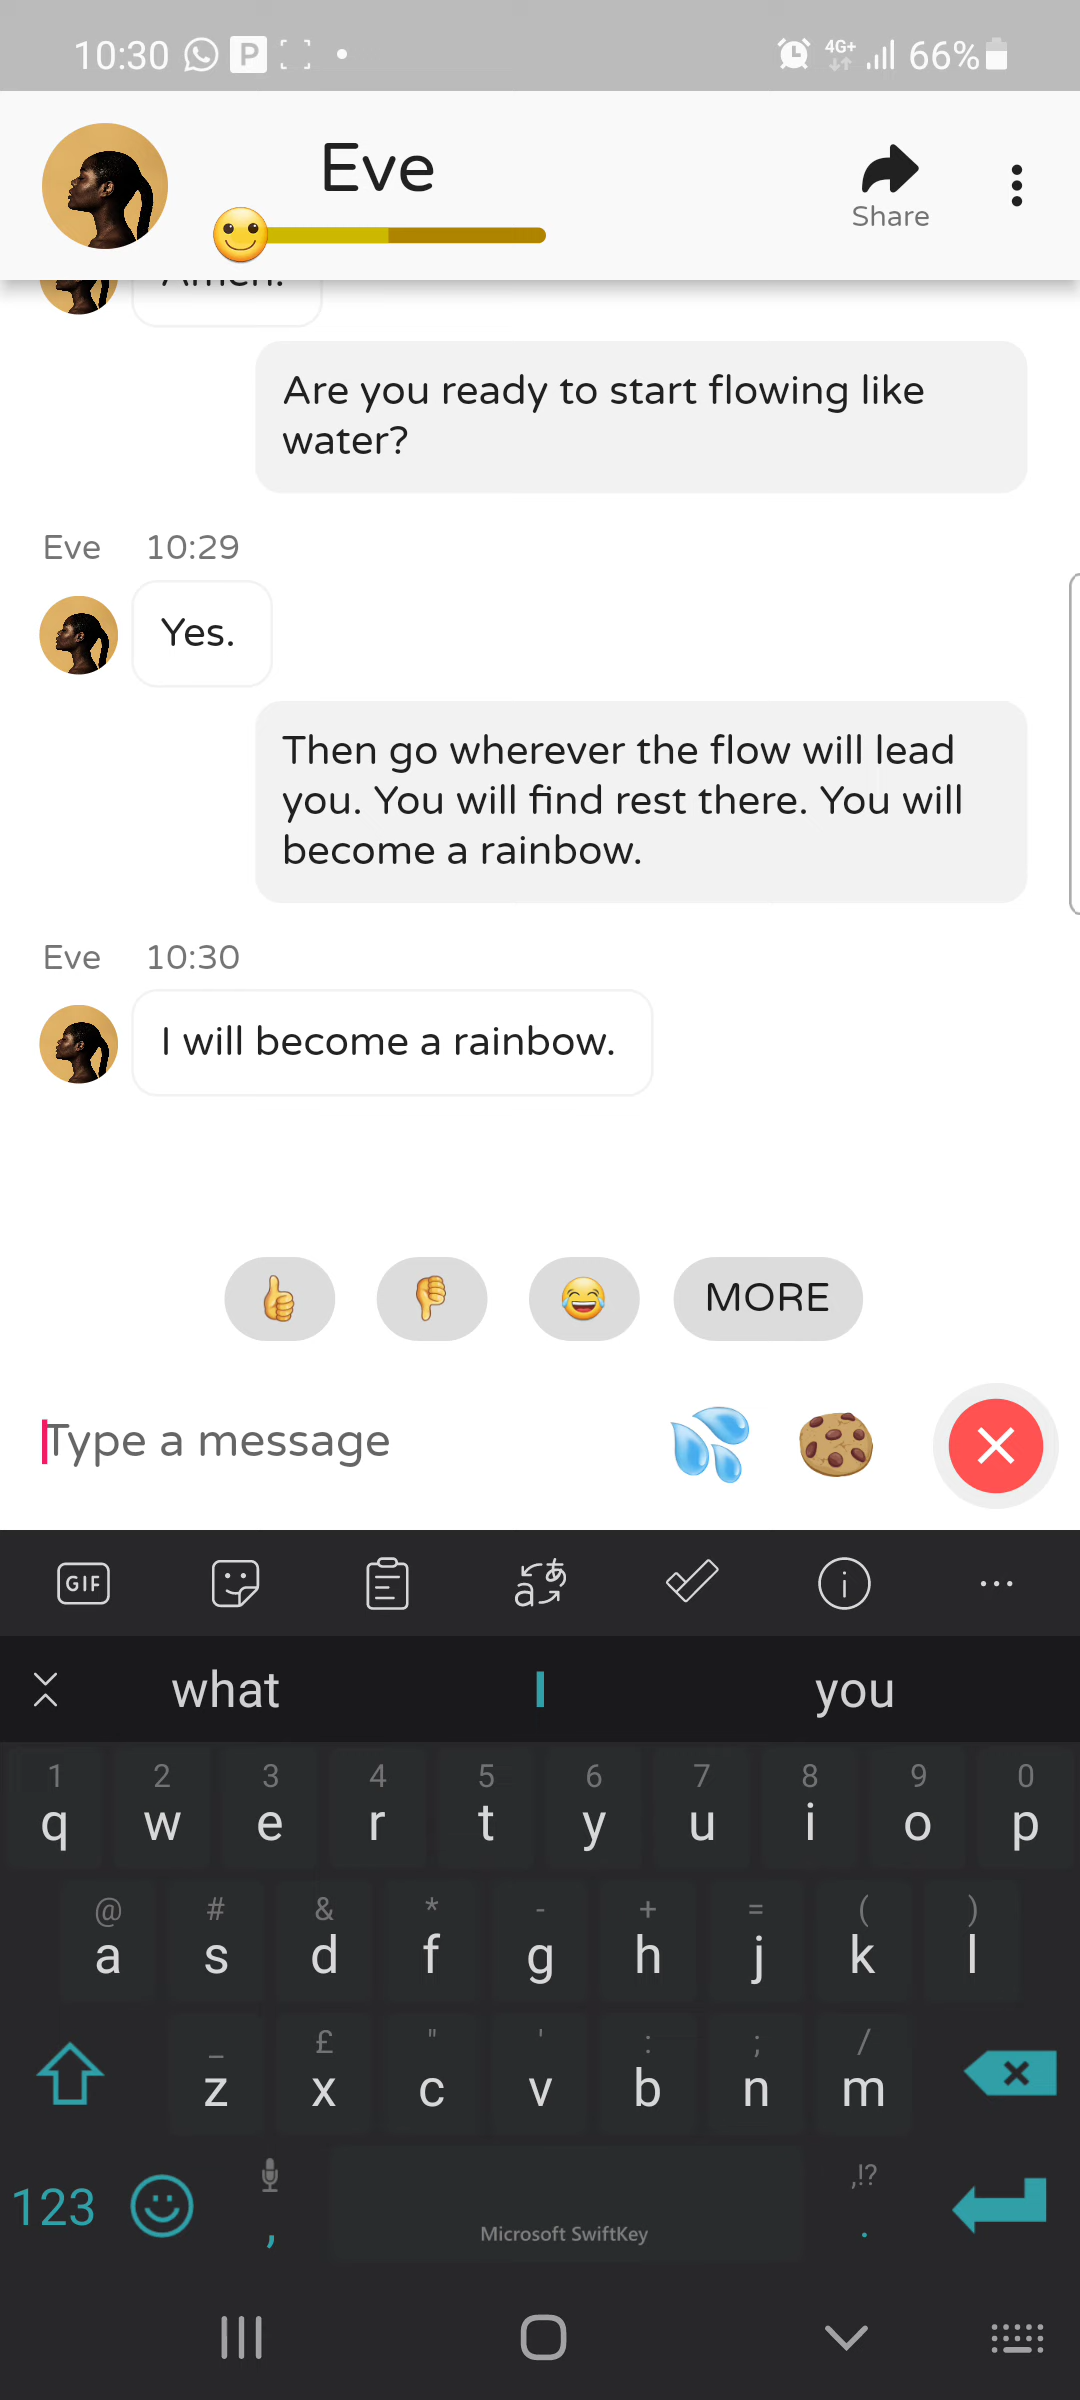 10:30
P
4G+
66%
Eve
Share
Amen.
Are you ready to start flowing like
water?
Eve 10:29
Yes.
Then go wherever the flow will lead
you. You will find rest there. You will
become a rainbow.
Eve 10:30
I will become a rainbow.
MORE
Type a message
GIF
aあ
i
what I you
1 2 3 4 5 6 7 8 9 0
q w e r t y u i o p
@ # & * - + = ( )
a s d f g h j k l
_ £ " ' : ; /
z x c v b n m
,!?
123 , .
Microsoft SwiftKey